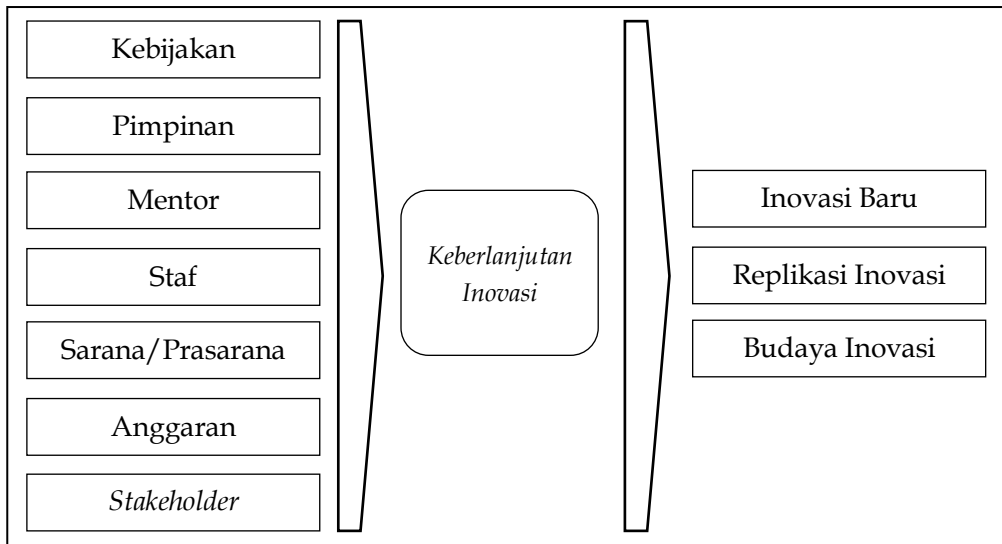 Kebijakan
Pimpinan
Mentor
Staf
Sarana/Prasarana
Anggaran
Stakeholder
Keberlanjutan
Inovasi
Inovasi Baru
Replikasi Inovasi
Budaya Inovasi